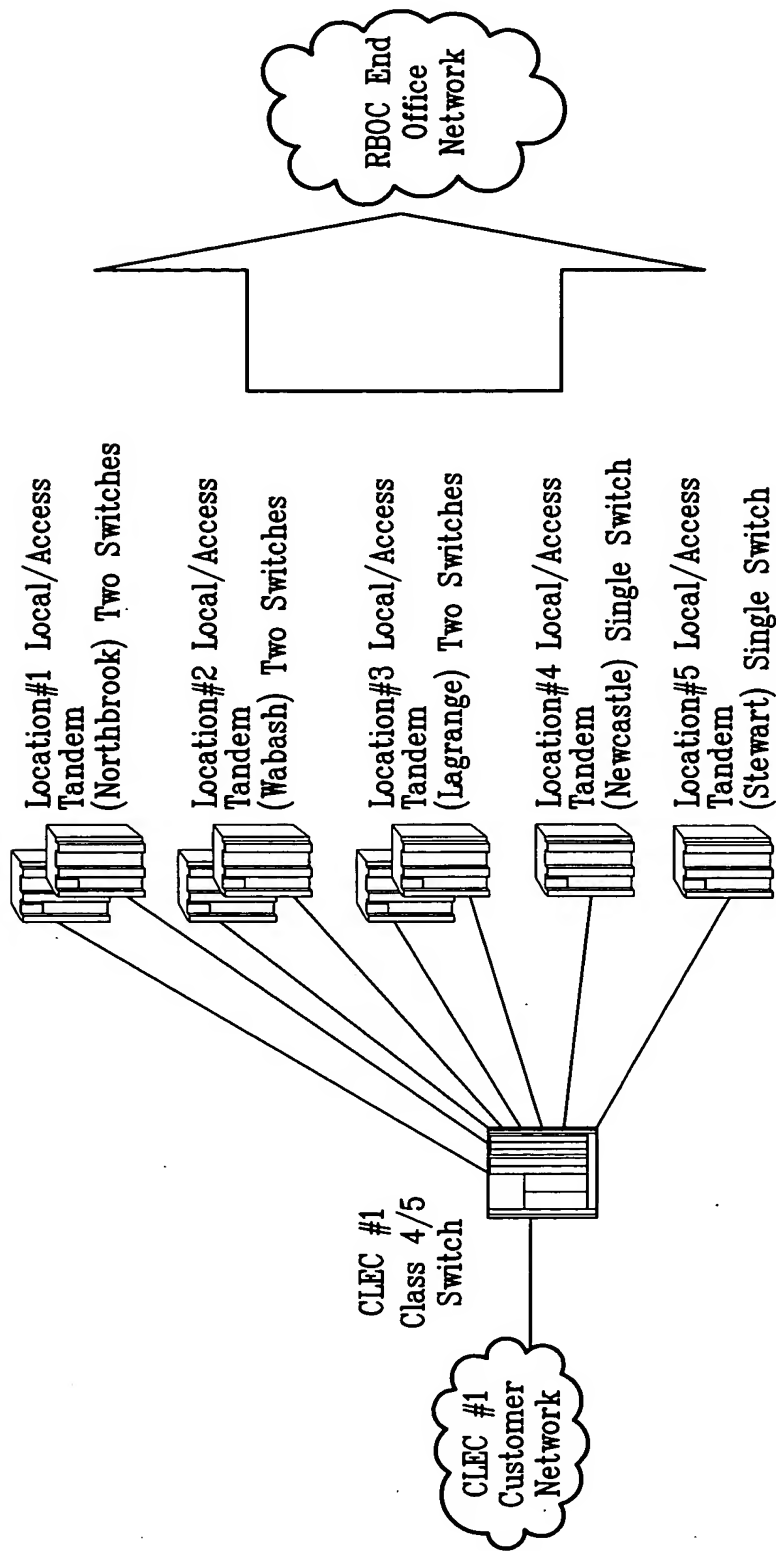 CLEC #1
Customer
Network
CLEC #1
Class 4/5
Switch
Location#1 Local/Access
Tandem
(Northbrook) Two Switches
Location#2 Local/Access
Tandem
(Wabash) Two Switches
Location#3 Local/Access
Tandem
(Lagrange) Two Switches
Location#4 Local/Access
Tandem
(Newcastle) Single Switch
Location#5 Local/Access
Tandem
(Stewart) Single Switch
RBOC End
Office
Network